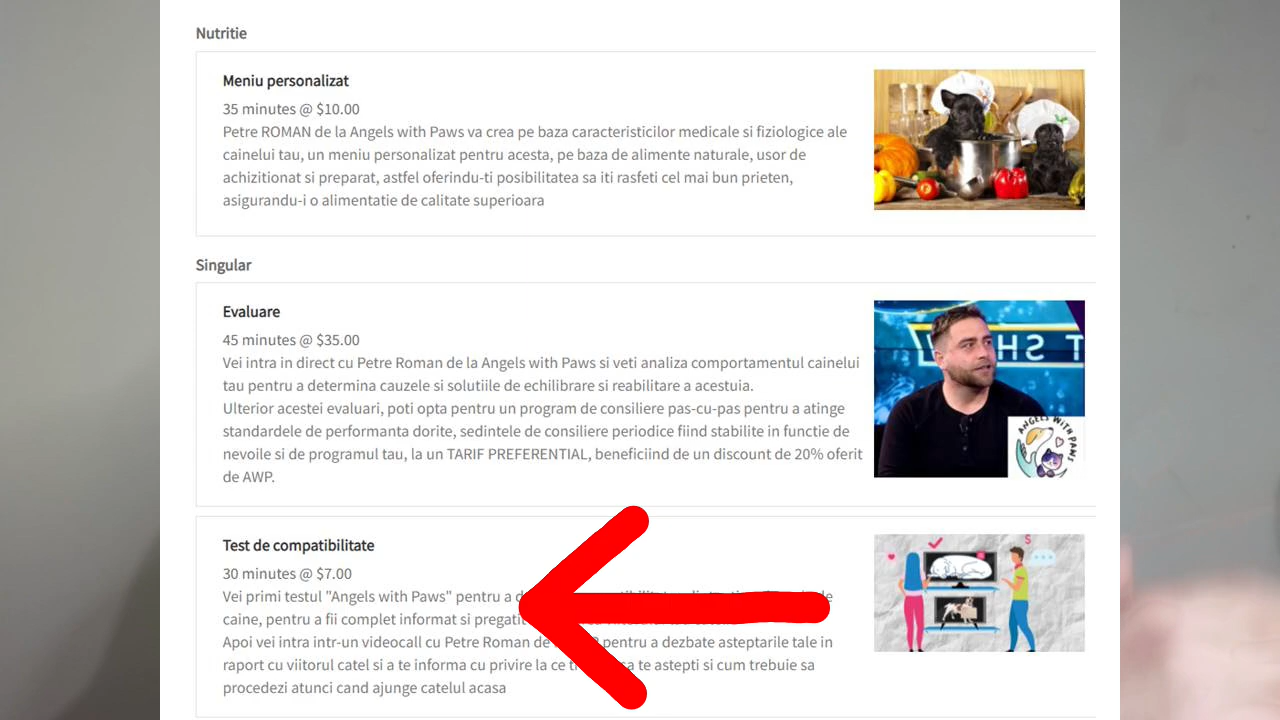 Nutritie
Meniu personalizat
35 minutes @ $10.00
Petre ROMAN de la Angels with Paws va crea pe baza caracteristicilor medicale si fiziologice ale
cainelui tau, un meniu personalizat pentru acesta, pe baza de alimente naturale, usor de
achizitionat si preparat, astfel oferindu-ti posibilitatea sa iti rasfeti cel mai bun prieten,
asigurandu-i o alimentatie de calitate superioara
Singular
Evaluare
45 minutes @ $35.00
Vei intra in direct cu Petre Roman de la Angels with Paws si veti analiza comportamentul cainelui
tau pentru a determina cauzele si solutiile de echilibrare si reabilitare a acestuia.
Ulterior acestei evaluari, poti opta pentru un program de consiliere pas-cu-pas pentru a atinge
standardele de performanta dorite, sedintele de consiliere periodice fiind stabilite in functie de
nevoile si de programul tau, la un TARIF PREFERENTIAL, beneficiind de un discount de 20% oferit
de AWP.
ANGELS WITH PAWS
Test de compatibilitate
30 minutes @ $7.00
Vei primi testul "Angels with Paws" pentru a de
caine, pentru a fii complet informat si pregatit
Apoi vei intra intr-un videocall cu Petre Roman de pentru a dezbate asteptarile tale in
raport cu viitorul catel si a te informa cu privire la ce sa te astepti si cum trebuie sa
procedezi atunci cand ajunge catelul acasa